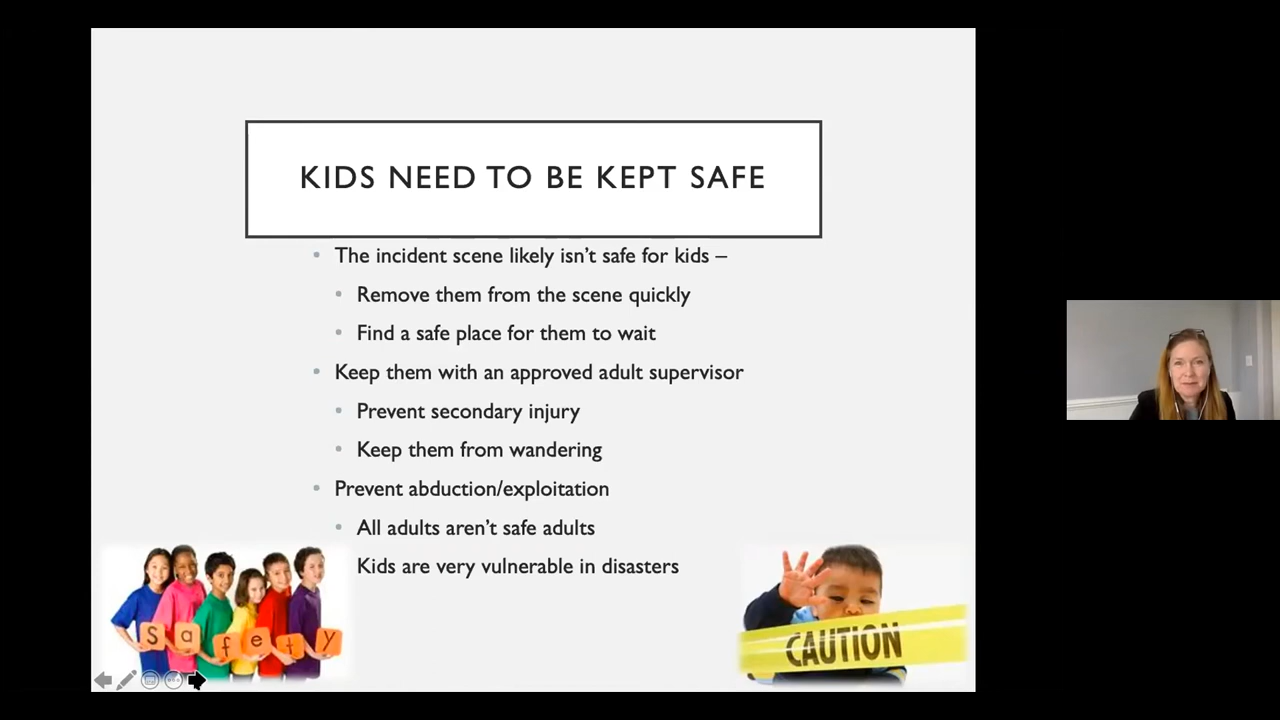 KIDS NEED TO BE KEPT SAFE
• The incident scene likely isn't safe for kids –
• Remove them from the scene quickly
• Find a safe place for them to wait
• Keep them with an approved adult supervisor
• Prevent secondary injury
• Keep them from wandering
• Prevent abduction/exploitation
• All adults aren't safe adults
Kids are very vulnerable in disasters
Safety
CAUTION